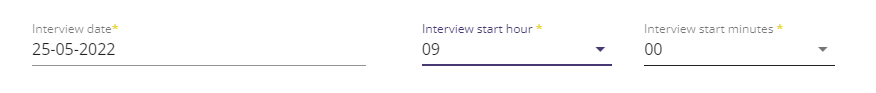 Interview date*
25-05-2022
Interview start hour *
09
Interview start minutes *
00